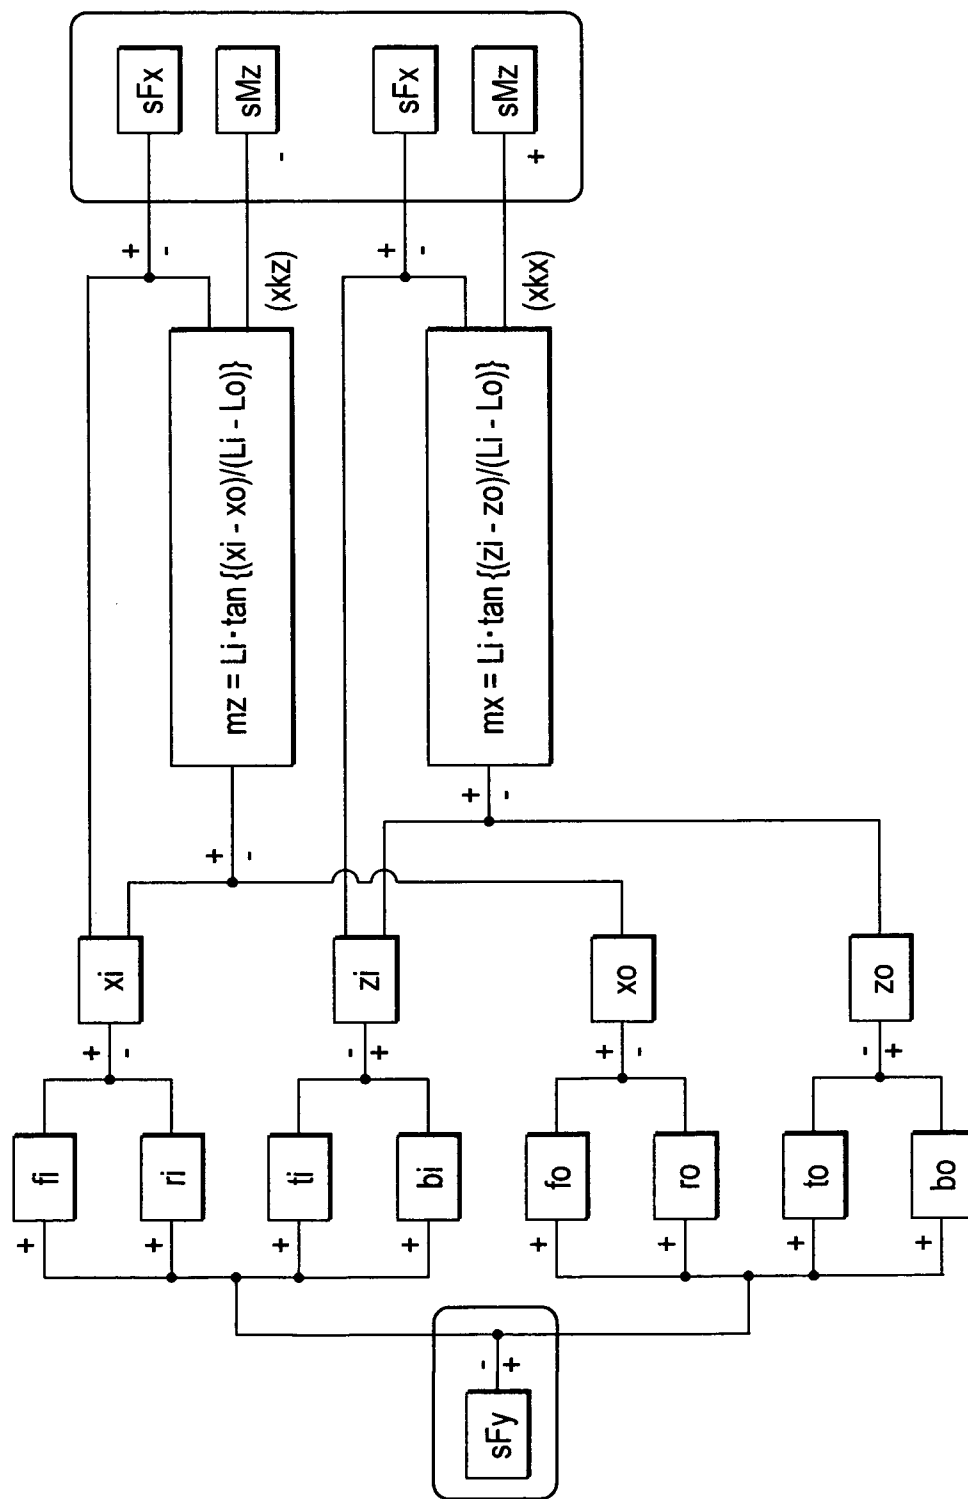 +
fi
+
xi
-
+
+
sFx
ri
-
+
mz = Li·tan {(xi - xo)/(Li - Lo)}
sMz
-
+
(xkz)
-
ti
-
zi
+
+
sFx
+
-
bi
+
-
sFy
mx = Li·tan {(zi - zo)/(Li - Lo)}
sMz
+
-
+
(xkx)
+
fo
+
xo
-
+
ro
+
to
-
zo
+
+
bo